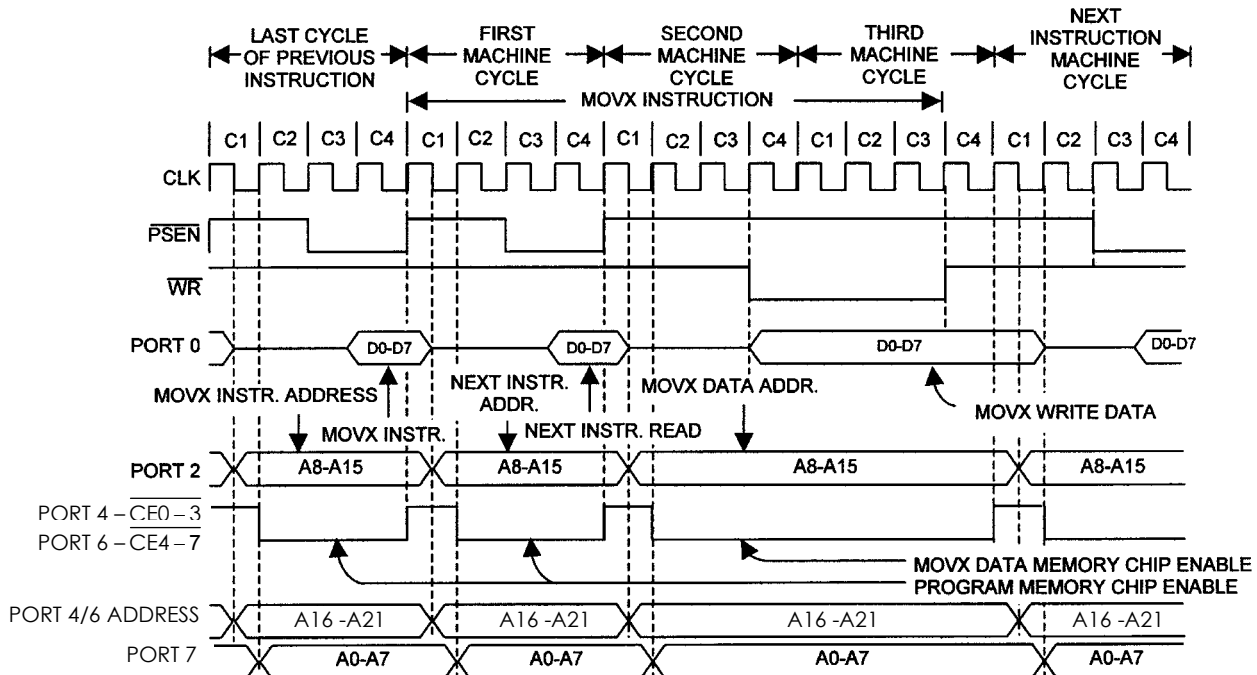 LAST CYCLE
OF PREVIOUS
INSTRUCTION
FIRST
MACHINE
CYCLE
SECOND
MACHINE
CYCLE
THIRD
MACHINE
CYCLE
NEXT
INSTRUCTION
MACHINE
CYCLE
MOVX INSTRUCTION
C1 C2 C3 C4 C1 C2 C3 C4 C1 C2 C3 C4 C1 C2 C3 C4 C1 C2 C3 C4
CLK
PSEN
WR
PORT 0 D0-D7 D0-D7 D0-D7 D0-D7
MOVX INSTR. ADDRESS
MOVX INSTR.
NEXT INSTR.
ADDR.
NEXT INSTR. READ
MOVX DATA ADDR.
MOVX WRITE DATA
PORT 2 A8-A15 A8-A15 A8-A15 A8-A15
PORT 4 – CE0 – 3
PORT 6 – CE4 – 7
MOVX DATA MEMORY CHIP ENABLE
PROGRAM MEMORY CHIP ENABLE
PORT 4/6 ADDRESS A16 -A21 A16 -A21 A16 -A21 A16 -A21
PORT 7 A0-A7 A0-A7 A0-A7 A0-A7